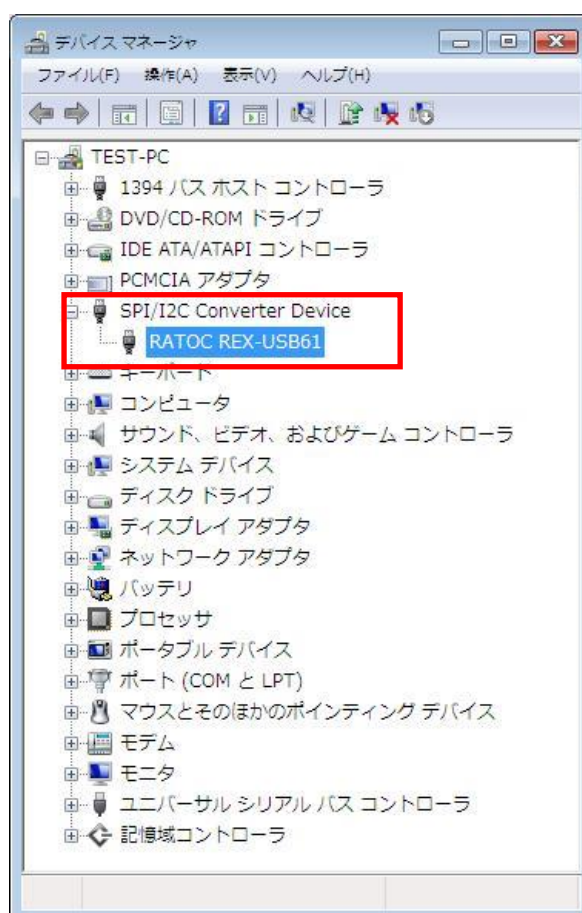 デバイス マネージャ
ファイル(F) 操作(A) 表示(V) ヘルプ(H)
TEST-PC
1394 バス ホスト コントローラ
DVD/CD-ROM ドライブ
IDE ATA/ATAPI コントローラ
PCMCIA アダプタ
SPI/I2C Converter Device
RATOC REX-USB61
キーボード
コンピュータ
サウンド、ビデオ、およびゲーム コントローラ
システム デバイス
ディスク ドライブ
ディスプレイ アダプタ
ネットワーク アダプタ
バッテリ
プロセッサ
ポータブル デバイス
ポート (COM と LPT)
マウスとそのほかのポインティング デバイス
モデム
モニタ
ユニバーサル シリアル バス コントローラ
記憶域コントローラ